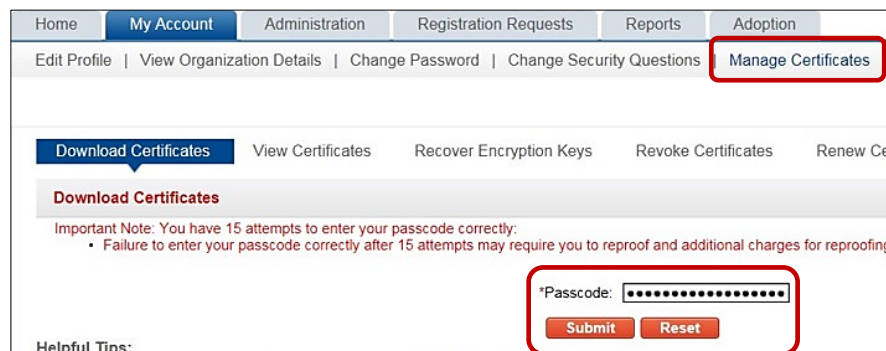 Home My Account Administration Registration Requests Reports Adoption
Edit Profile | View Organization Details | Change Password | Change Security Questions | Manage Certificates
Download Certificates View Certificates Recover Encryption Keys Revoke Certificates Renew
Download Certificates
Important Note: You have 15 attempts to enter your passcode correctly:
• Failure to enter your passcode correctly after 15 attempts may require you to reproof and additional charges for reproofing
*Passcode: ••••••••••••••••••
Submit Reset
Helpful Tips: